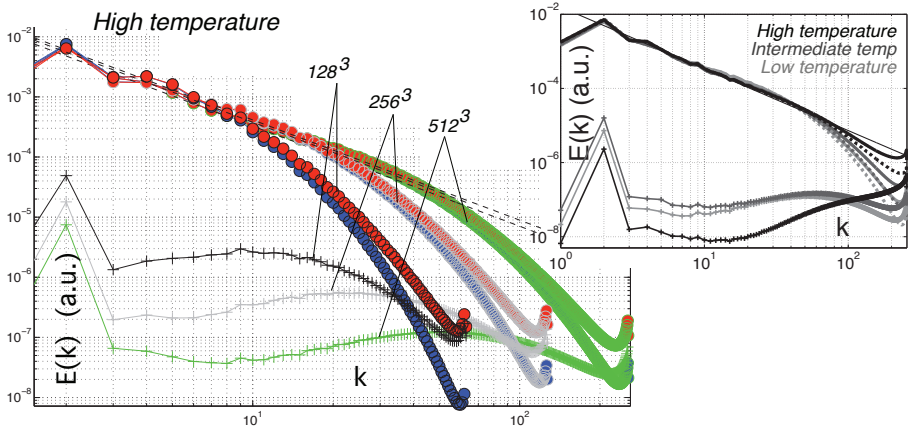 High temperature
10⁻²
10⁻³
10⁻⁴
10⁻⁵
10⁻⁶
10⁻⁷
10⁻⁸
E(k) (a.u.)
128³
256³
512³
k
10¹
10²
10⁻²
10⁻⁴
10⁻⁶
10⁻⁸
E(k) (a.u.)
High temperature
Intermediate temp
Low temperature
k
10⁰
10¹
10²